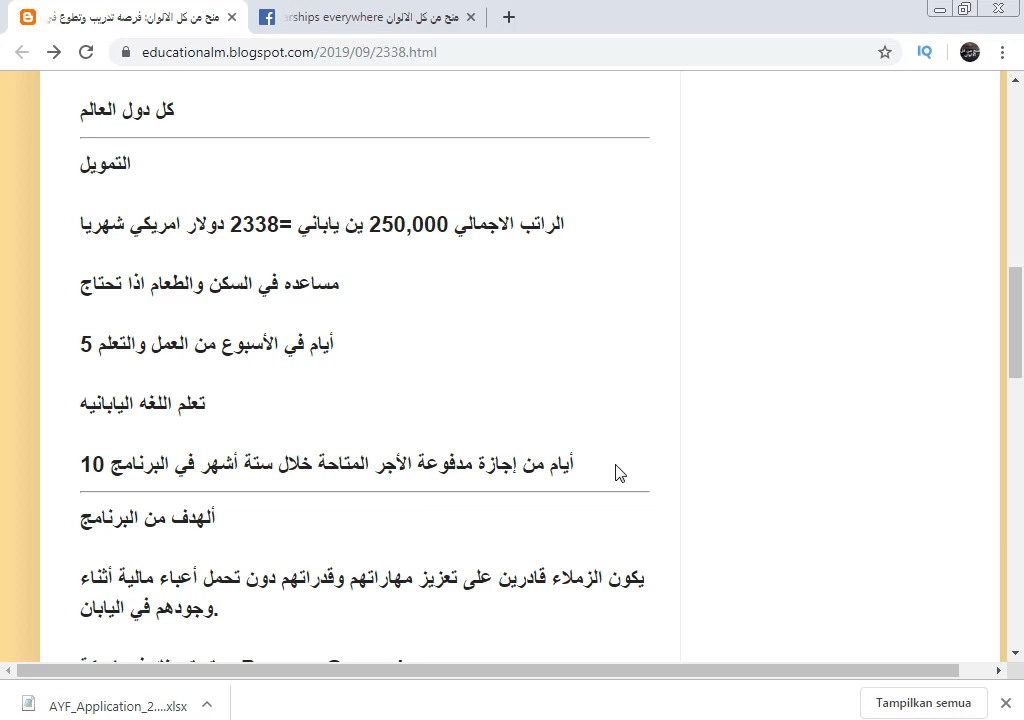 منح من كل الالوان: فرصه تدريب وتطوع في
arships everywhere منح من كل الالوان
educationalm.blogspot.com/2019/09/2338.html
IQ
كل دول العالم
التمويل
الراتب الاجمالي 250,000 ين ياباني =2338 دولار امريكي شهريا
مساعده في السكن والطعام اذا تحتاج
أيام في الأسبوع من العمل والتعلم 5
تعلم اللغه اليابانيه
أيام من إجازة مدفوعة الأجر المتاحة خلال ستة أشهر في البرنامج 10
ألهدف من البرنامج
يكون الزملاء قادرين على تعزيز مهاراتهم وقدراتهم دون تحمل أعباء مالية أثناء
وجودهم في اليابان.
AYF_Application_2....xlsx
Tampilkan semua